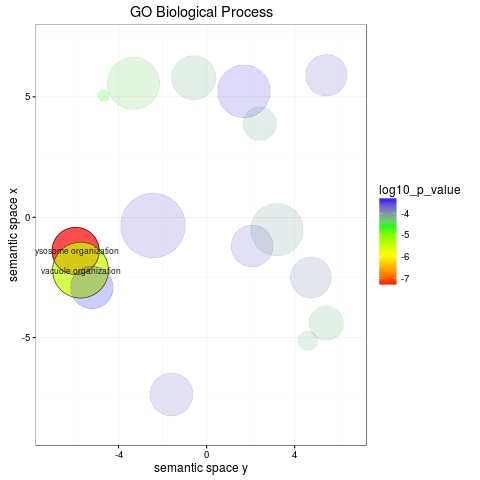 GO Biological Process
semantic space x
5
0
-5
ysosome organization
vacuole organization
-4
0
4
semantic space y
log10_p_value
-4
-5
-6
-7